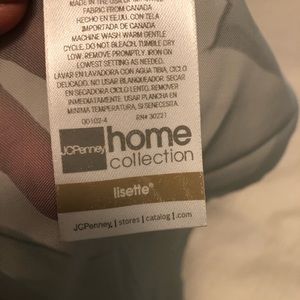 MADE IN THE USA OF IMPORTED
FABRIC FROM CANADA
HECHO EN EE.UU. CON TELA
IMPORTADA DE CANADA
MACHINE WASH WARM GENTLE
CYCLE, DO NOT BLEACH, TUMBLE DRY
LOW, REMOVE PROMPTLY, IRON ON
LOWEST SETTING AS NEEDED.
LAVAR EN LAVADORA CON AGUA TIBIA, CICLO
DELICADO. NO USAR BLANQUEADOR. SECAR
EN SECADORA CICLO LENTO. REMOVER
INMEDIATAMENTE. USAR PLANCHA EN
MINIMA TEMPERATURA, SI SE NECESITA.
Q0102-4 RN# 30221
JCPenney home
collection
lisette®
JCPenney | stores | catalog | .com